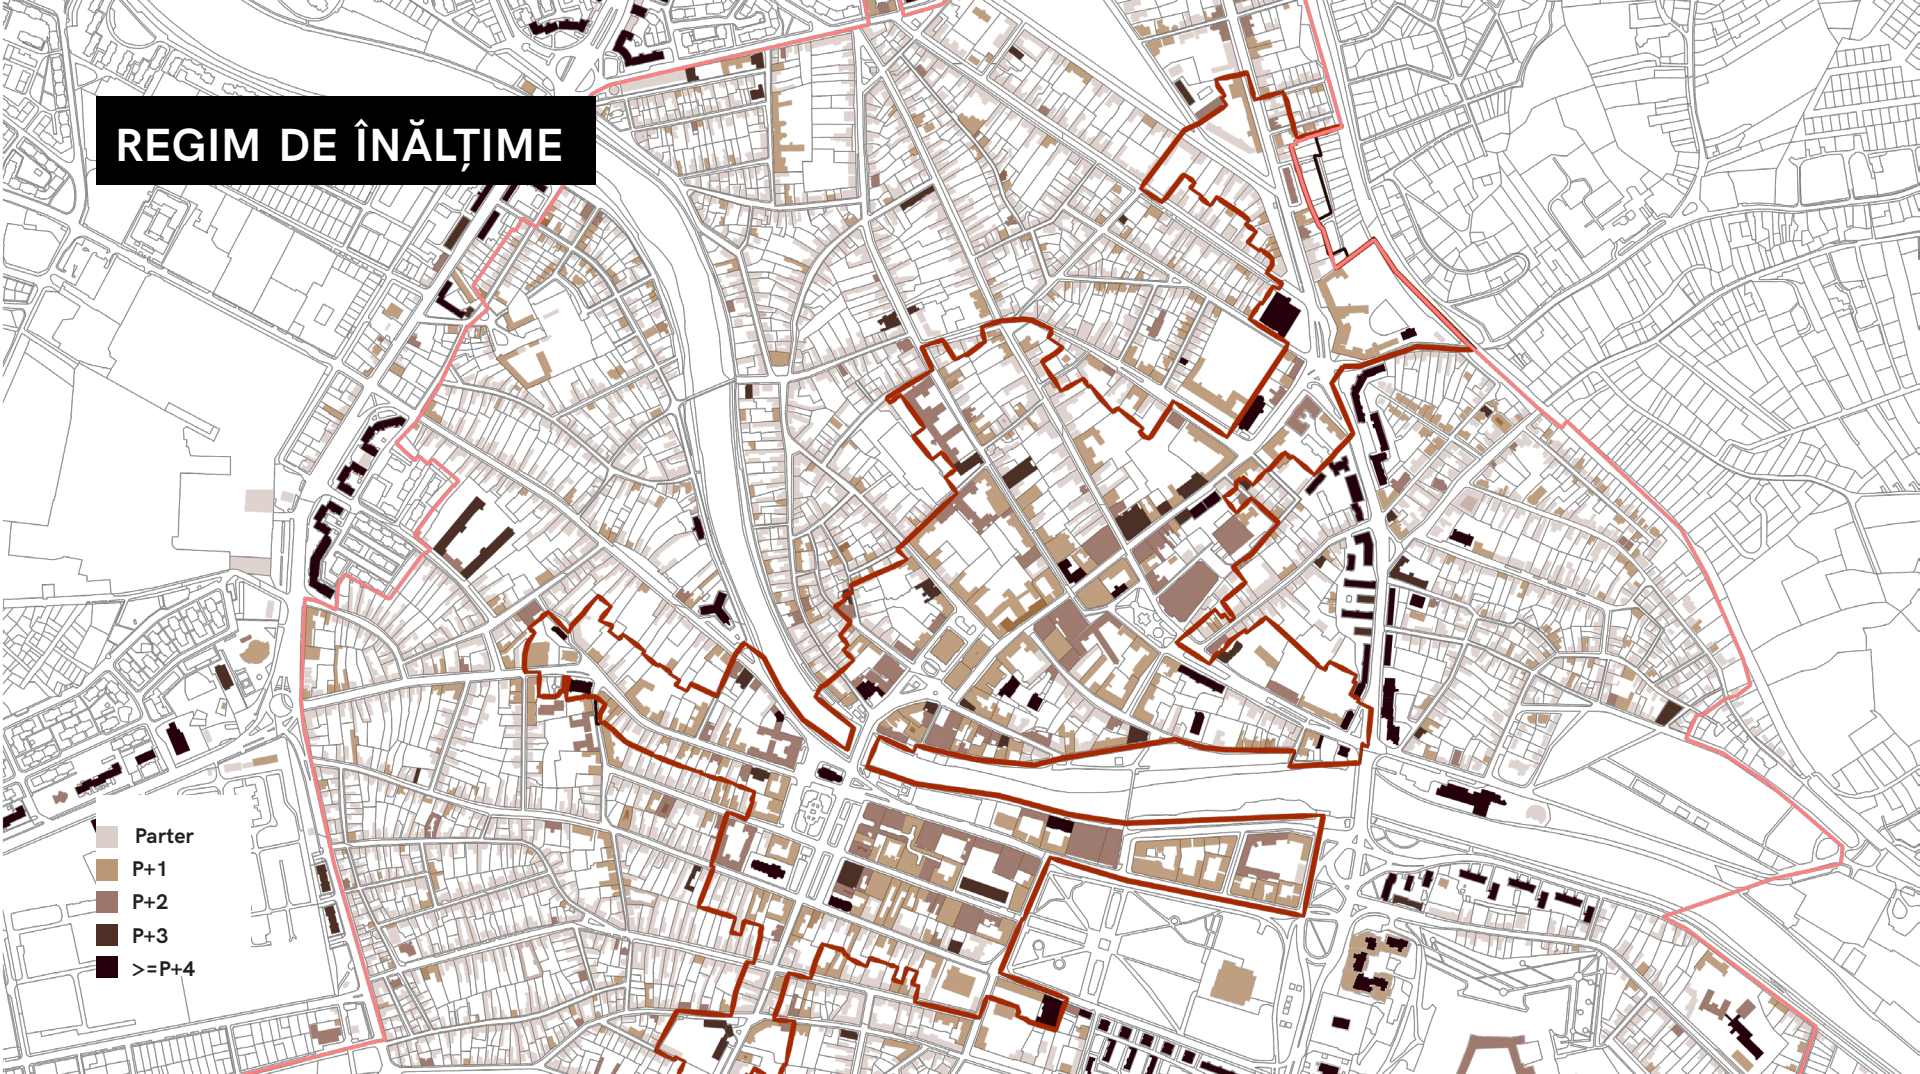 REGIM DE ÎNĂLȚIME
Parter
P+1
P+2
P+3
>=P+4